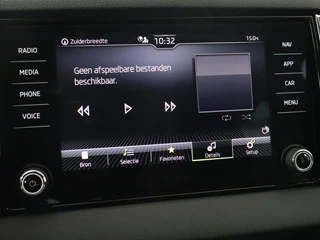 Zuiderbreedte
10:32
15.0
RADIO
MEDIA
PHONE
VOICE
NAV
APP
CAR
MENU
Geen afspeelbare bestanden
beschikbaar.
Bron
Selectie
Favorieten
Details
Setup